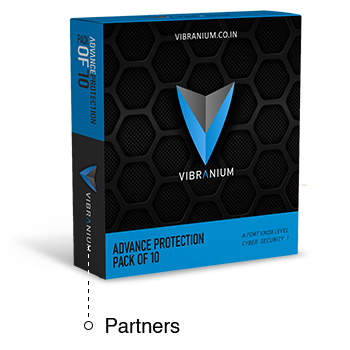 VIBRANIUM.CO.IN
ADVANCE PROTECTION
PACK
OF 10
VIBRANIUM
VIBRANIUM
ADVANCE PROTECTION
PACK OF 10
A FORT KNOX LEVEL
CYBER SECURITY !
Partners